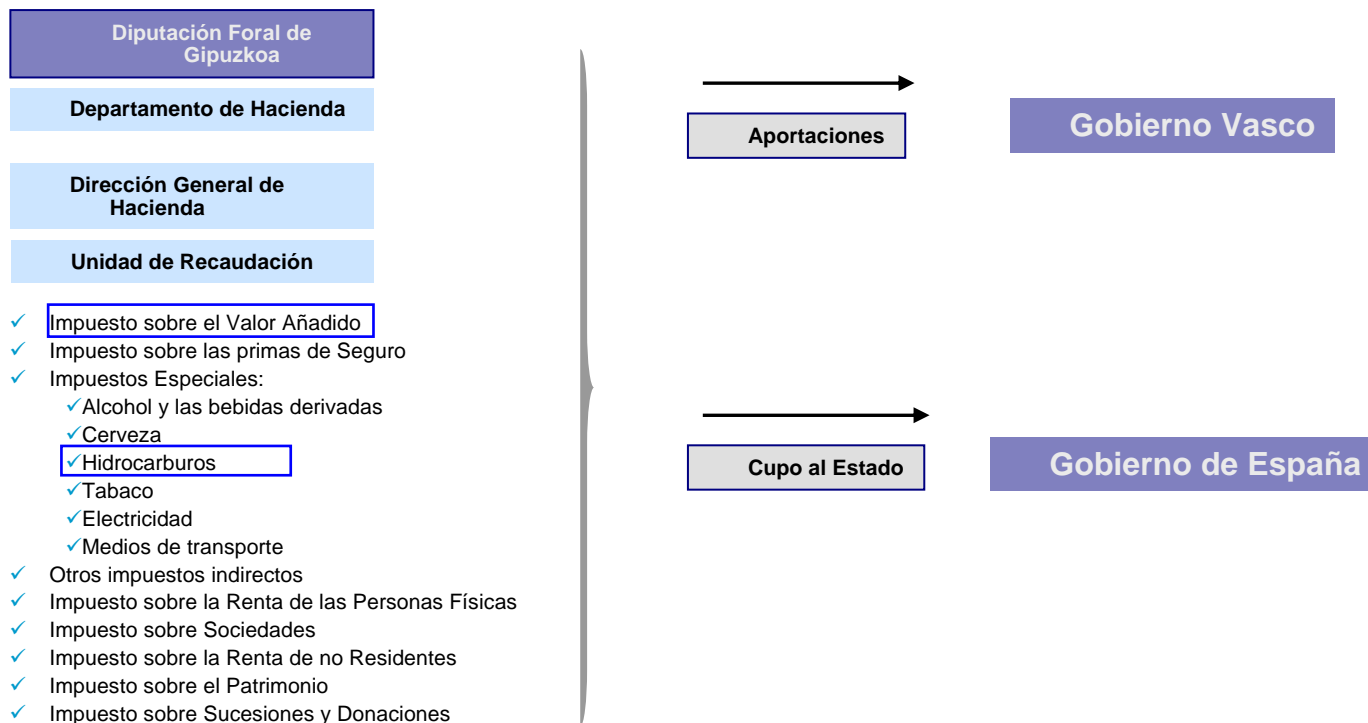 Diputación Foral de
Gipuzkoa
Departamento de Hacienda
Dirección General de
Hacienda
Unidad de Recaudación
✓ Impuesto sobre el Valor Añadido
✓ Impuesto sobre las primas de Seguro
✓ Impuestos Especiales:
✓Alcohol y las bebidas derivadas
✓Cerveza
✓Hidrocarburos
✓Tabaco
✓Electricidad
✓Medios de transporte
✓ Otros impuestos indirectos
✓ Impuesto sobre la Renta de las Personas Físicas
✓ Impuesto sobre Sociedades
✓ Impuesto sobre la Renta de no Residentes
✓ Impuesto sobre el Patrimonio
✓ Impuesto sobre Sucesiones y Donaciones
Aportaciones
Gobierno Vasco
Cupo al Estado
Gobierno de España